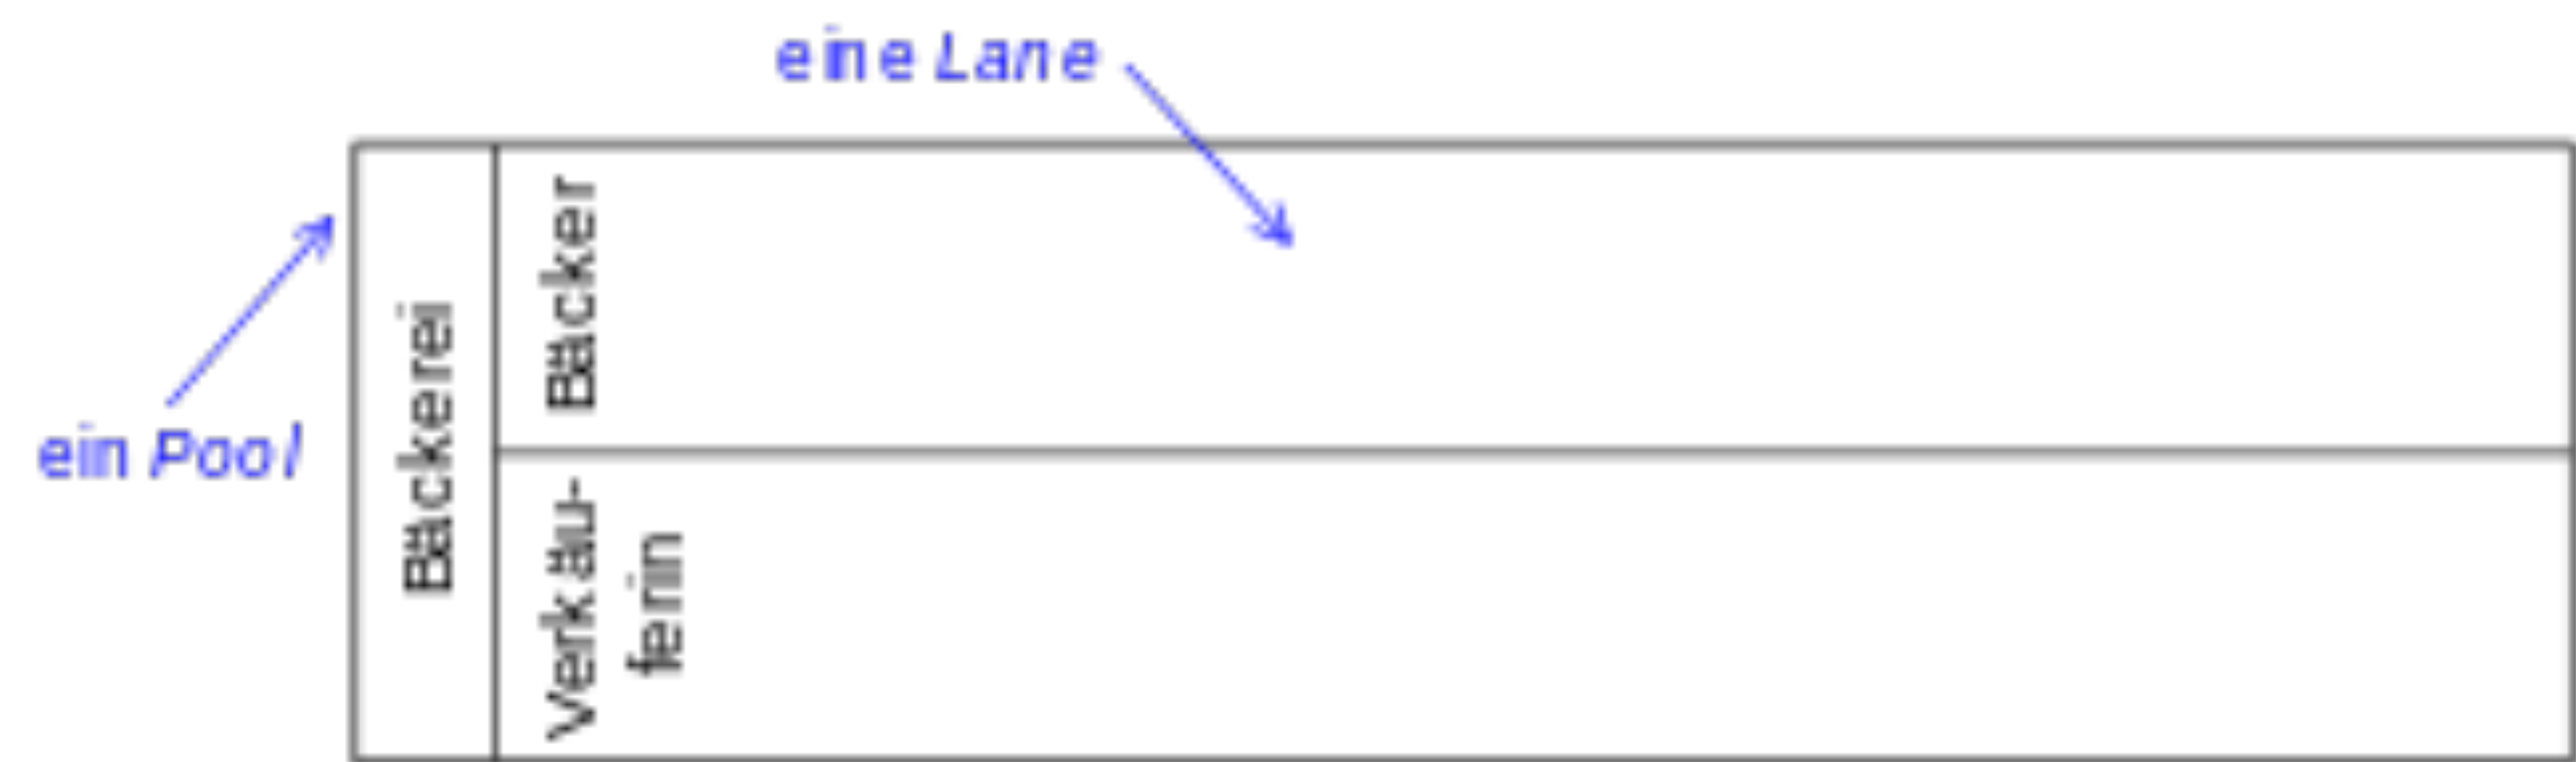 eine Lane
ein Pool
Bäckerei
Bäcker
Verkäu-
ferin